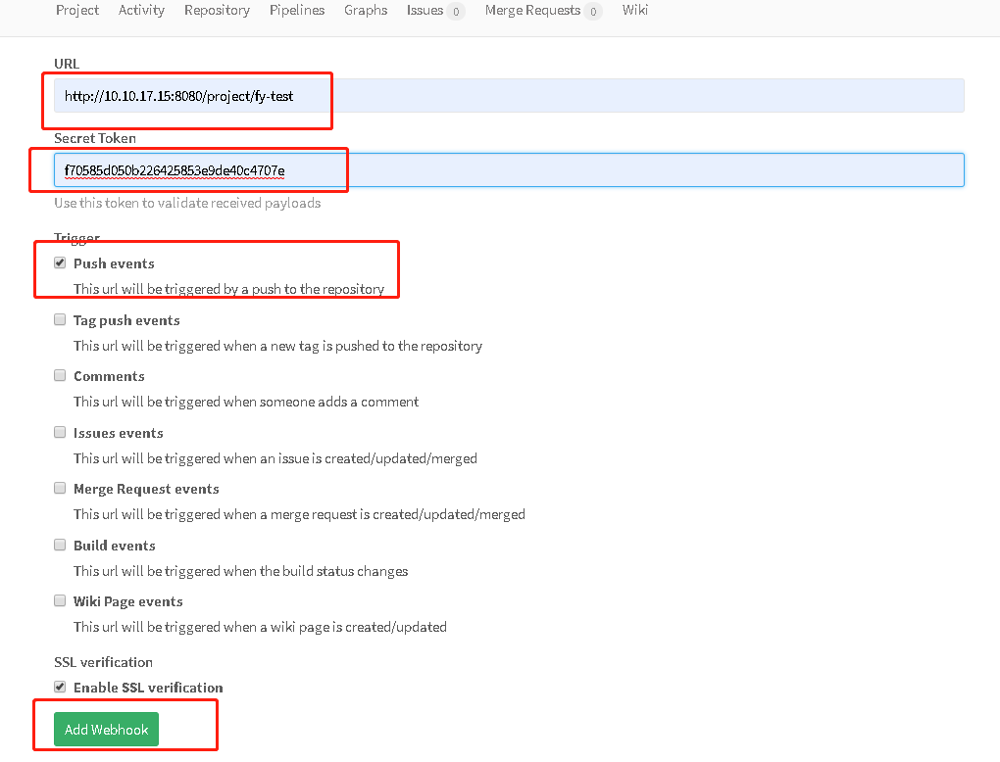 Project Activity Repository Pipelines Graphs Issues 0 Merge Requests 0 Wiki
URL
http://10.10.17.15:8080/project/fy-test
Secret Token
f70585d050b226425853e9de40c4707e
Use this token to validate received payloads
Trigger
Push events
This url will be triggered by a push to the repository
Tag push events
This url will be triggered when a new tag is pushed to the repository
Comments
This url will be triggered when someone adds a comment
Issues events
This url will be triggered when an issue is created/updated/merged
Merge Request events
This url will be triggered when a merge request is created/updated/merged
Build events
This url will be triggered when the build status changes
Wiki Page events
This url will be triggered when a wiki page is created/updated
SSL verification
Enable SSL verification
Add Webhook